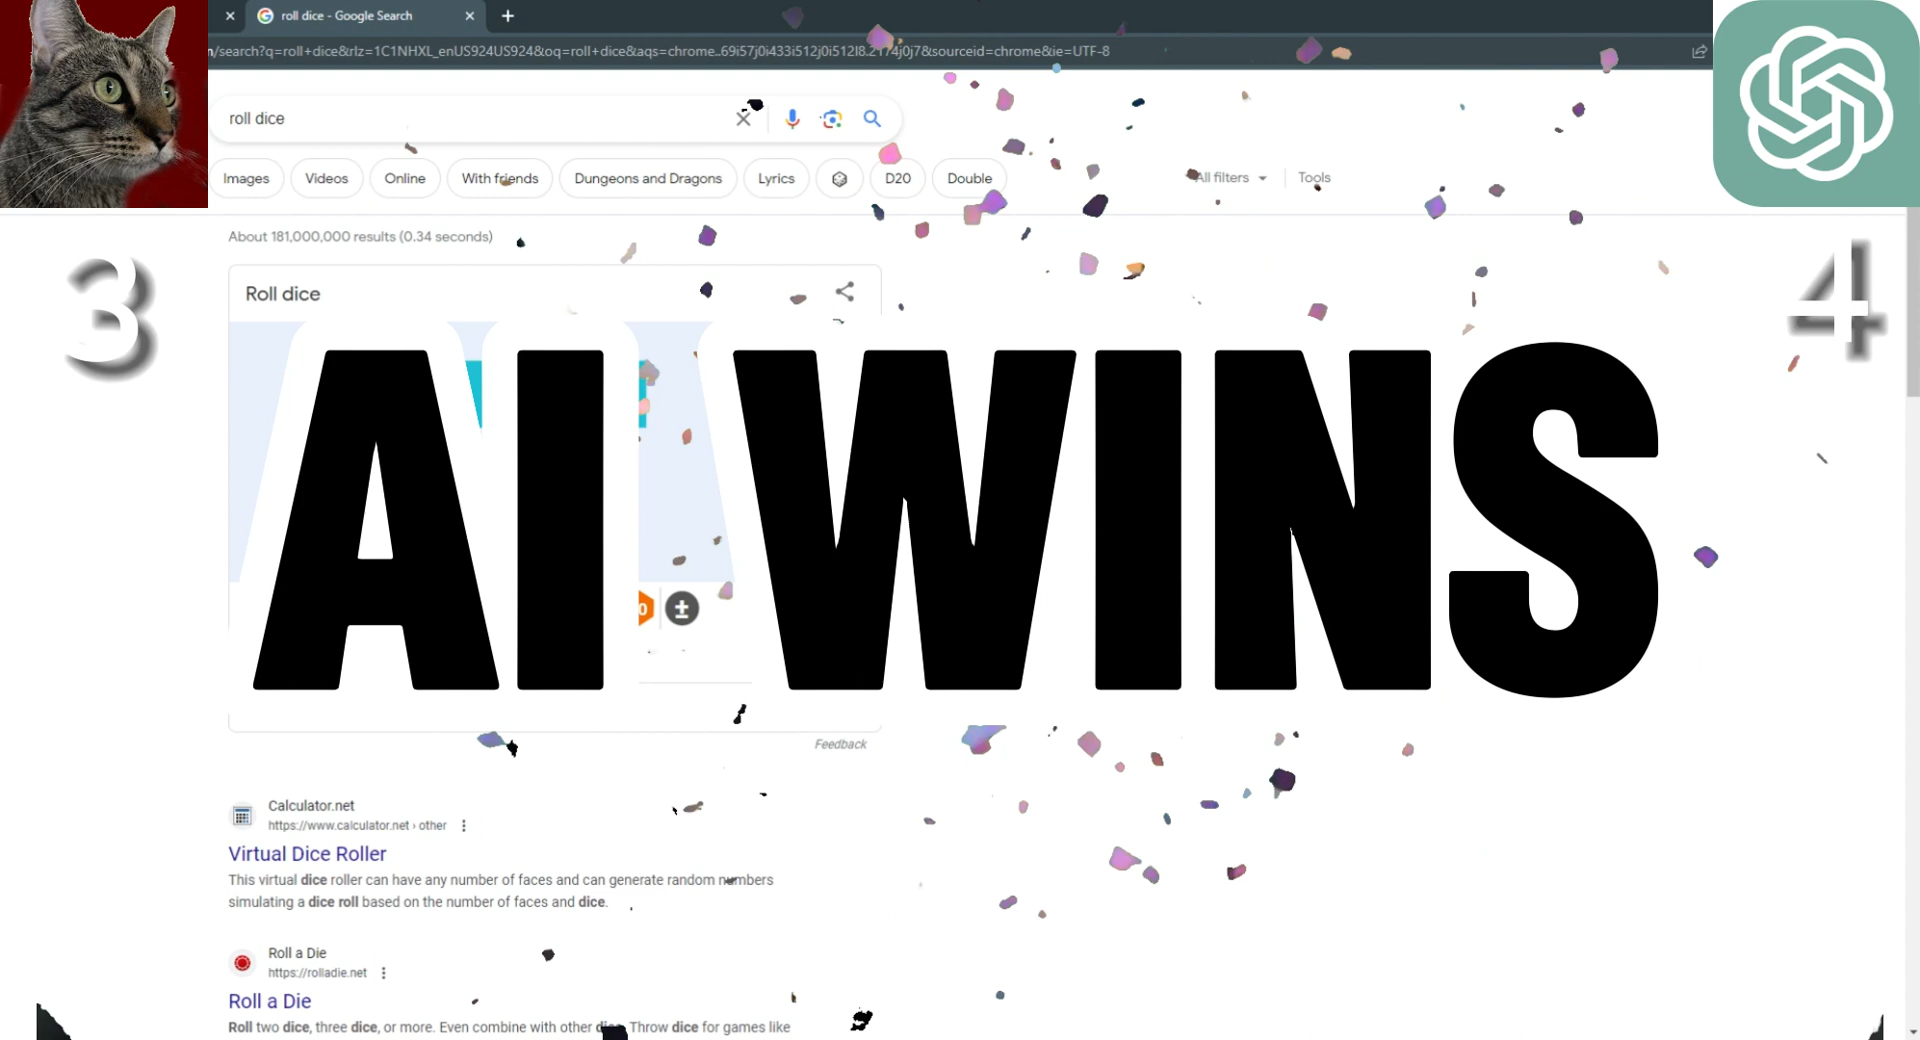 roll dice - Google Search
/search?q=roll+dice&rlz=1C1NHXL_enUS924US924&oq=roll+dice&aqs=chrome..69i57j0i433i512j0i512l8.2174j0j7&sourceid=chrome&ie=UTF-8
roll dice
Images Videos Online With friends Dungeons and Dragons Lyrics D20 Double All filters Tools
About 181,000,000 results (0.34 seconds)
3
4
Roll dice
AI WINS
Feedback
Calculator.net
https://www.calculator.net › other
Virtual Dice Roller
This virtual dice roller can have any number of faces and can generate random numbers
simulating a dice roll based on the number of faces and dice.
Roll a Die
https://rolladie.net
Roll a Die
Roll two dice, three dice, or more. Even combine with other dice. Throw dice for games like